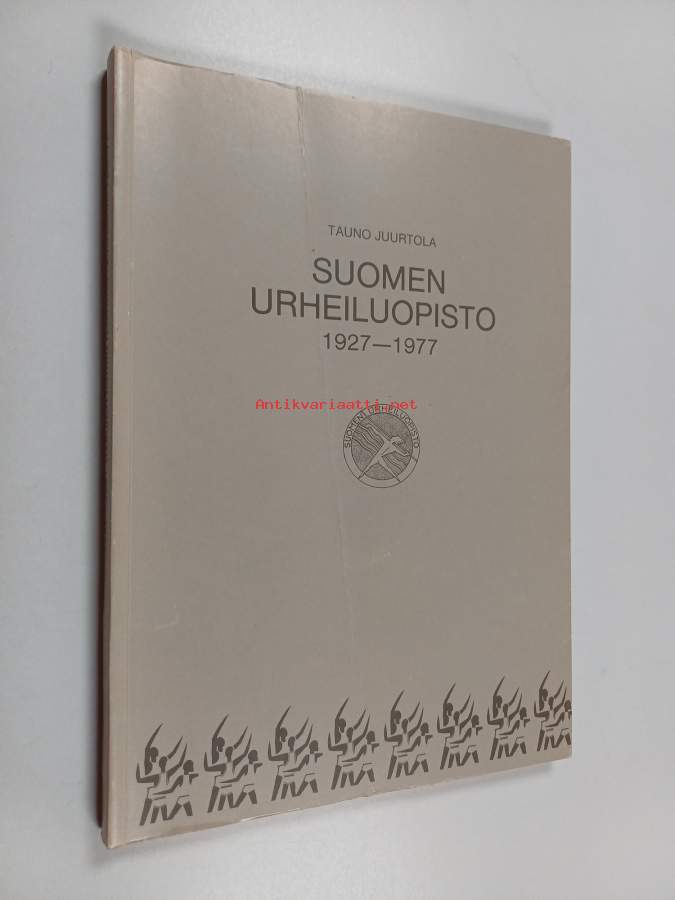 TAUNO JUURTOLA
SUOMEN
URHEILUOPISTO
1927—1977
Antikvariaatti.net
SUOMEN URHEILUOPISTO